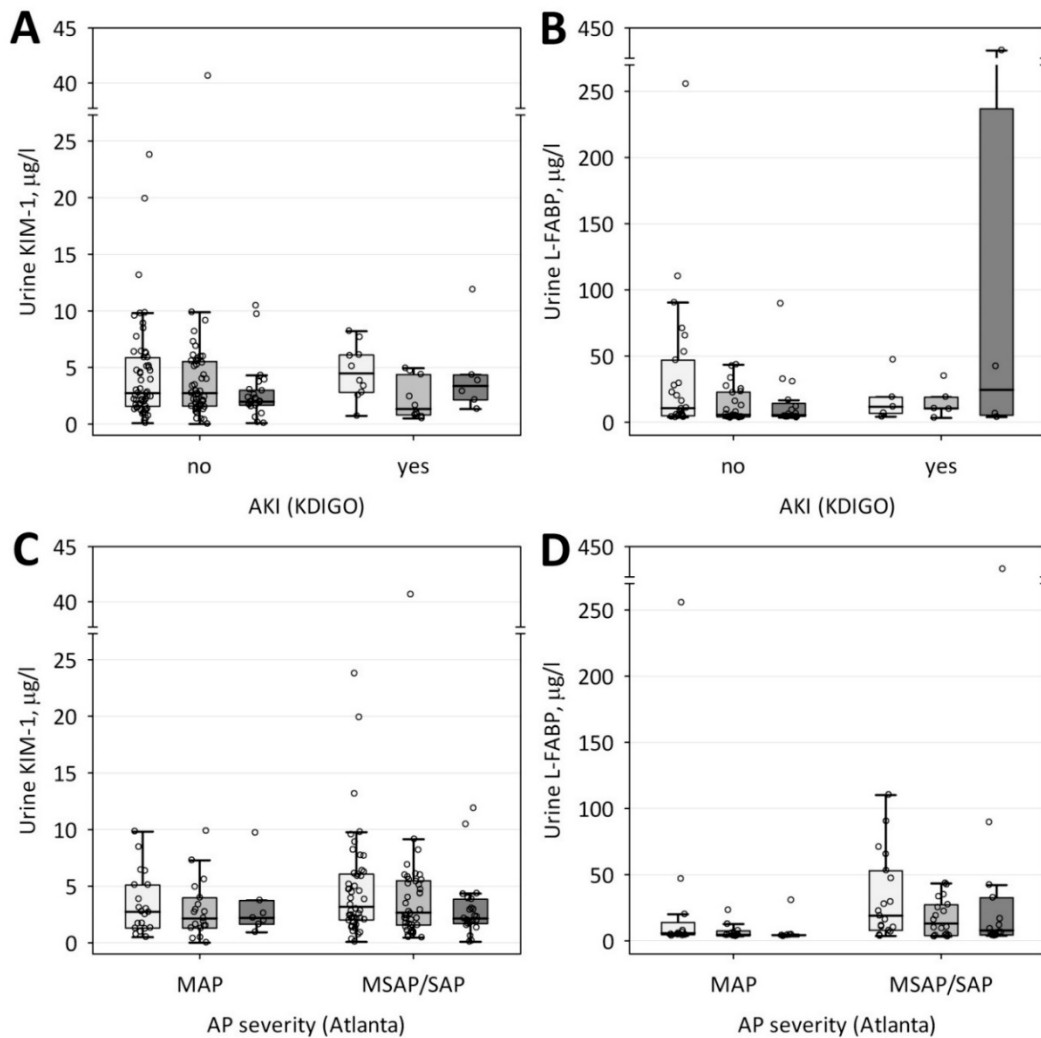 A
45
40
25
20
15
10
5
0
Urine KIM-1, µg/l
no
yes
AKI (KDIGO)
B
450
250
200
150
100
50
0
Urine L-FABP, µg/l
no
yes
AKI (KDIGO)
C
45
40
25
20
15
10
5
0
Urine KIM-1, µg/l
MAP
MSAP/SAP
AP severity (Atlanta)
D
450
250
200
150
100
50
0
Urine L-FABP, µg/l
MAP
MSAP/SAP
AP severity (Atlanta)